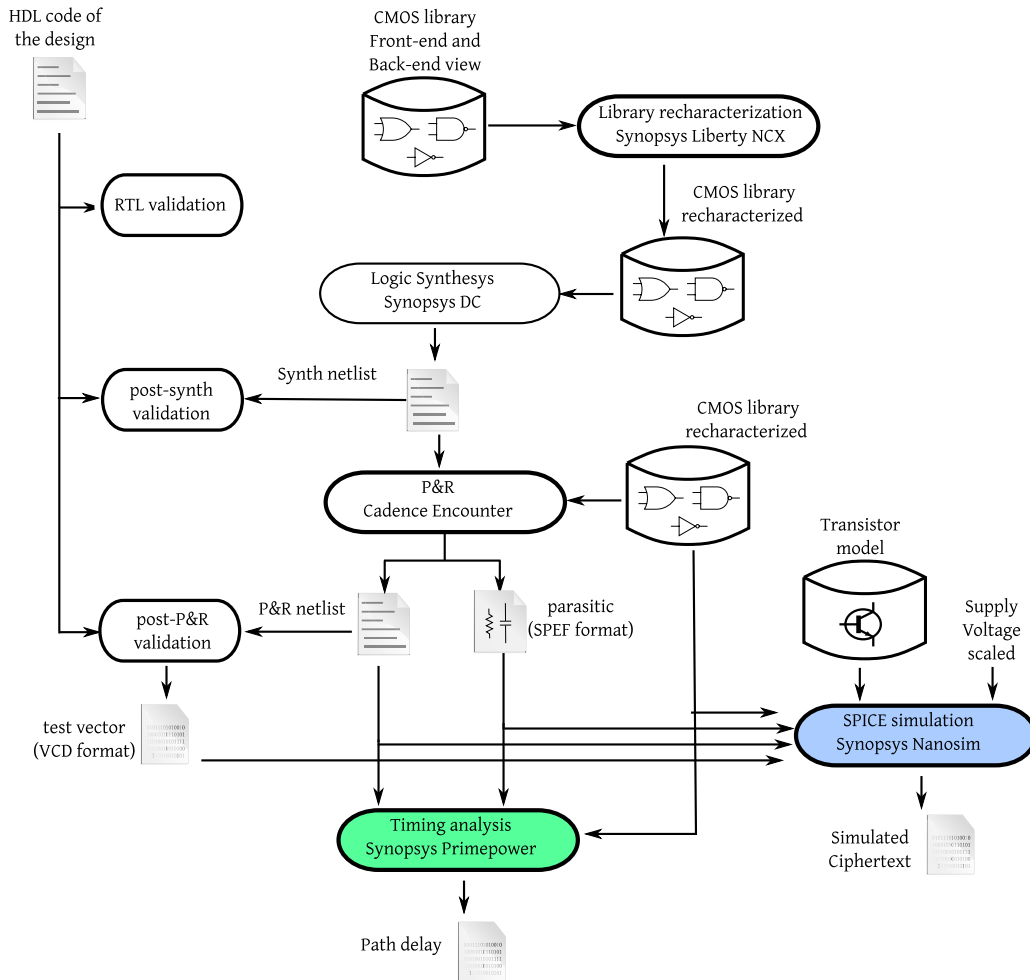 HDL code of
the design
CMOS library
Front-end and
Back-end view
Library recharacterization
Synopsys Liberty NCX
RTL validation
CMOS library
recharacterized
Logic Synthesys
Synopsys DC
Synth netlist
post-synth
validation
CMOS library
recharacterized
P&R
Cadence Encounter
Transistor
model
Supply
Voltage
scaled
post-P&R
validation
P&R netlist
parasitic
(SPEF format)
test vector
(VCD format)
SPICE simulation
Synopsys Nanosim
Timing analysis
Synopsys Primepower
Simulated
Ciphertext
Path delay